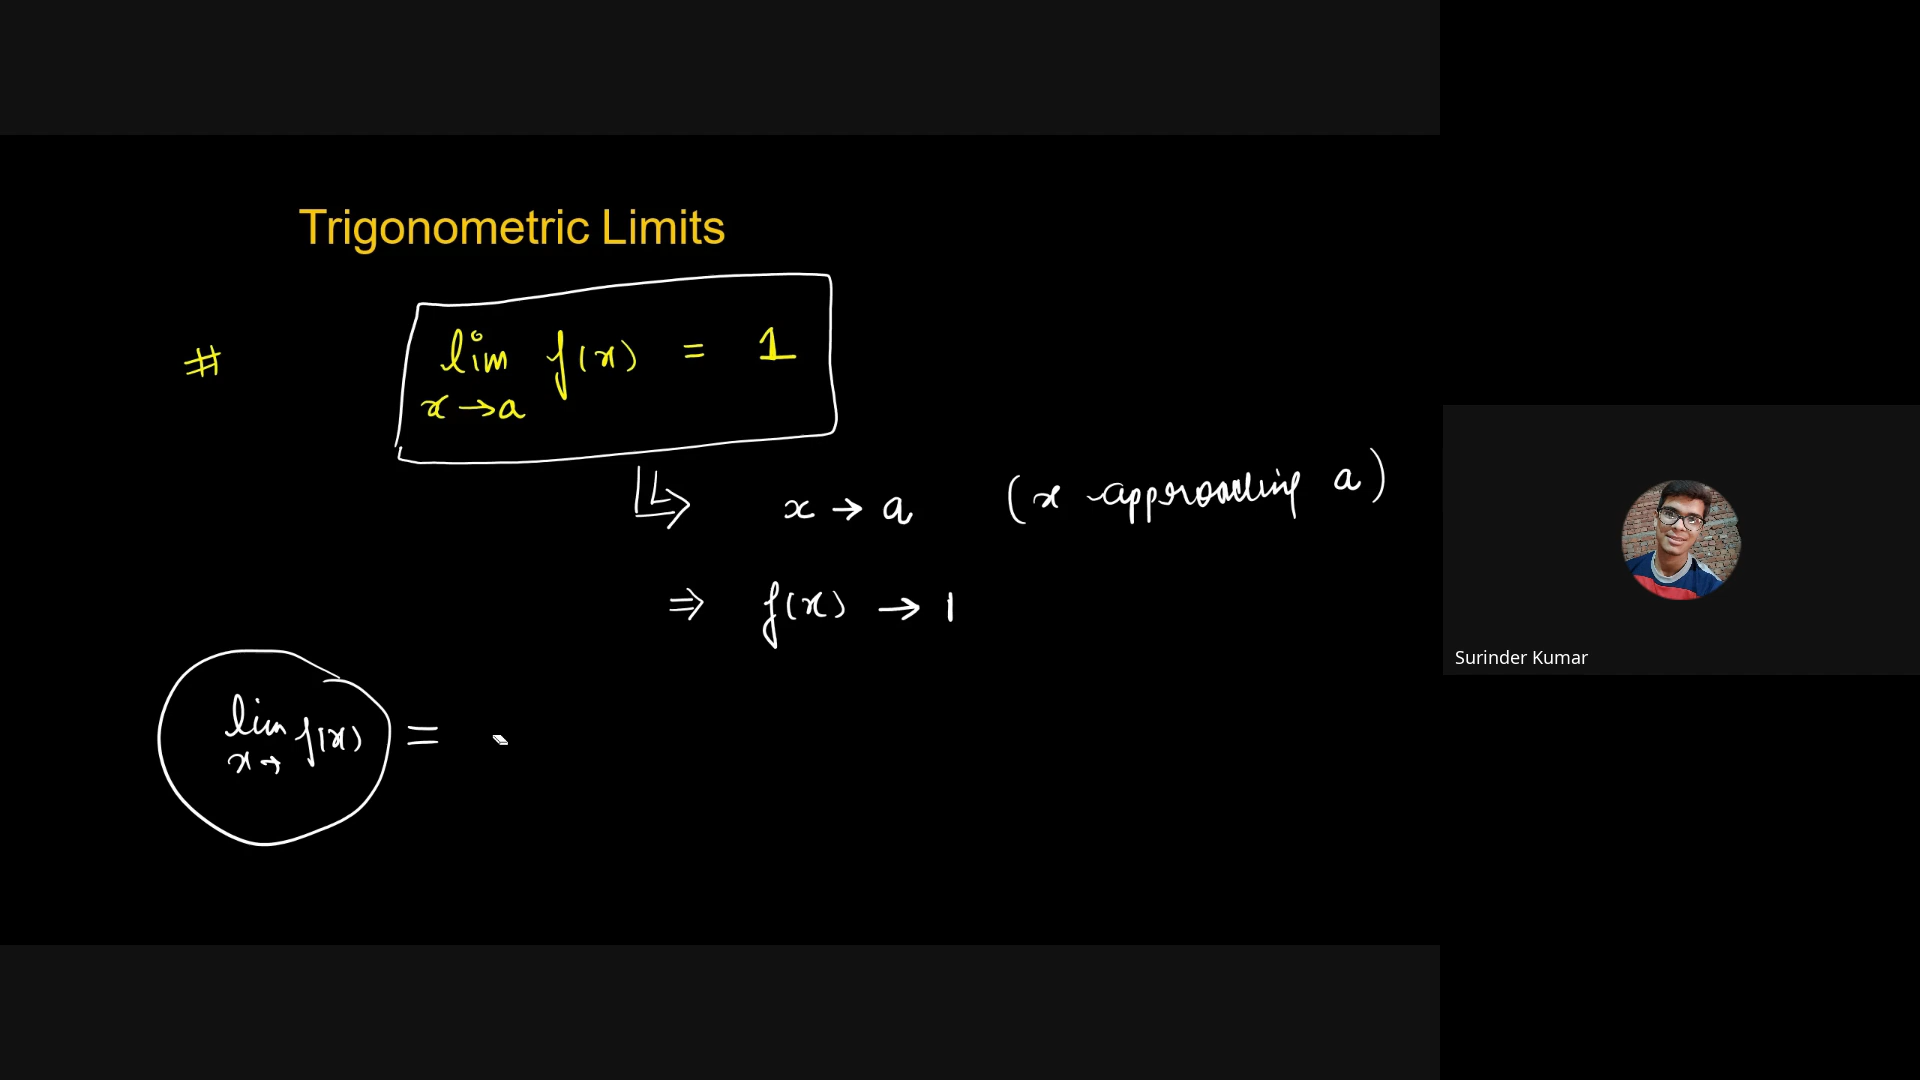 Trigonometric Limits
# lim f(x) = 1
x→a
x → a (x approaching a)
⇒ f(x) → 1
lim f(x) =
x→
Surinder Kumar